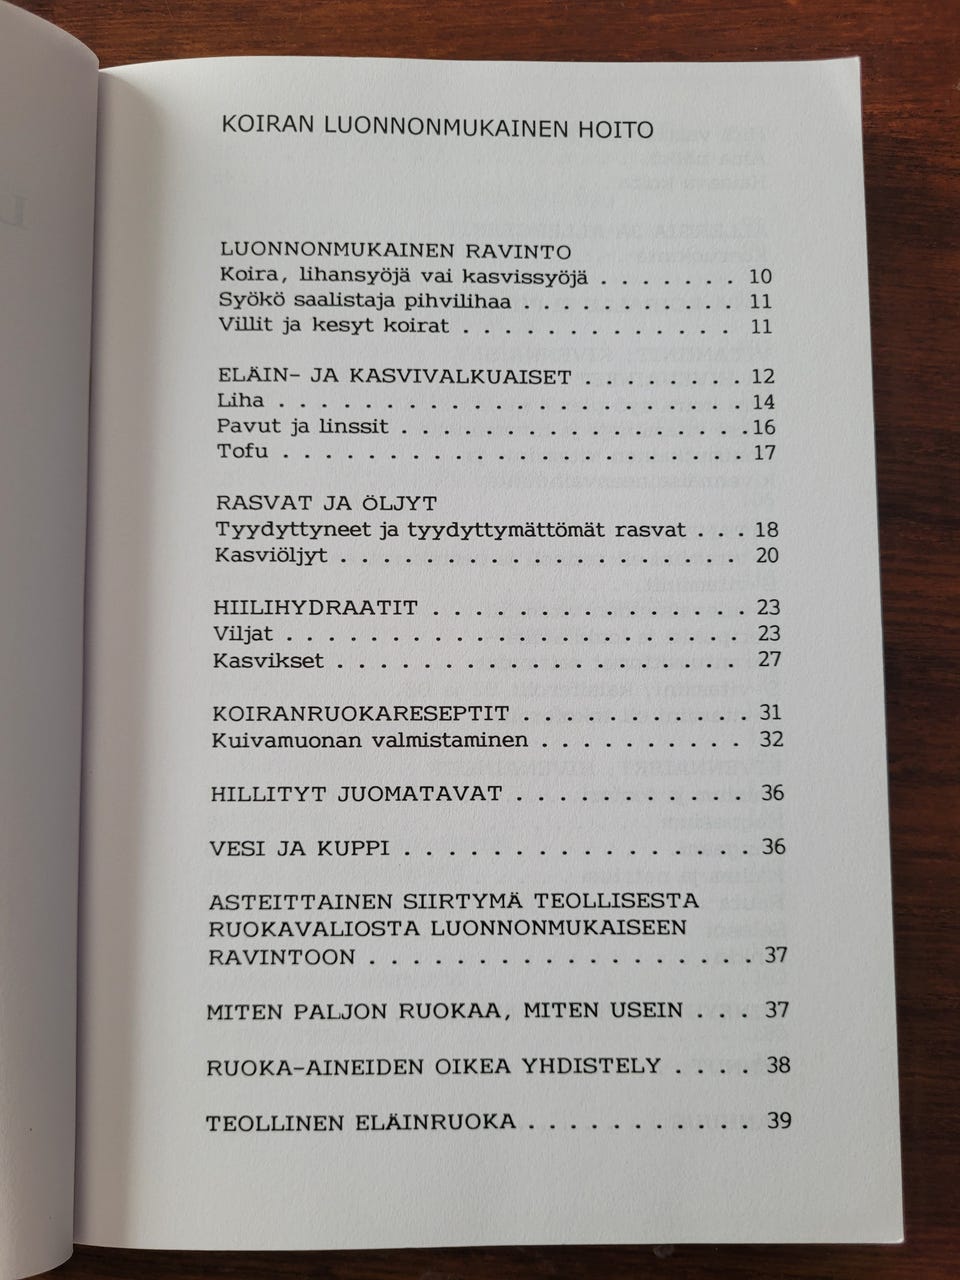 KOIRAN LUONNONMUKAINEN HOITO
LUONNONMUKAINEN RAVINTO
Koira, lihansyöjä vai kasvissyöjä . . . . . . . 10
Syökö saalistaja pihvilihaa . . . . . . . . . . . 11
Villit ja kesyt koirat . . . . . . . . . . . . . 11
ELÄIN- JA KASVIVALKUAISET . . . . . . . . 12
Liha . . . . . . . . . . . . . . . . . . . . . . 14
Pavut ja linssit . . . . . . . . . . . . . . . . . 16
Tofu . . . . . . . . . . . . . . . . . . . . . . 17
RASVAT JA ÖLJYT
Tyydyttyneet ja tyydyttymättömät rasvat . . . 18
Kasviöljyt . . . . . . . . . . . . . . . . . . . 20
HIILIHYDRAATIT . . . . . . . . . . . . . . . 23
Viljat . . . . . . . . . . . . . . . . . . . . . . 23
Kasvikset . . . . . . . . . . . . . . . . . . . 27
KOIRANRUOKARESEPTIT . . . . . . . . . . . 31
Kuivamuonan valmistaminen . . . . . . . . . . 32
HILLITYT JUOMATAVAT . . . . . . . . . . . 36
VESI JA KUPPI . . . . . . . . . . . . . . . . 36
ASTEITTAINEN SIIRTYMÄ TEOLLISESTA
RUOKAVALIOSTA LUONNONMUKAISEEN
RAVINTOON . . . . . . . . . . . . . . . . . . 37
MITEN PALJON RUOKAA, MITEN USEIN . . . 37
RUOKA-AINEIDEN OIKEA YHDISTELY . . . . 38
TEOLLINEN ELÄINRUOKA . . . . . . . . . . . 39